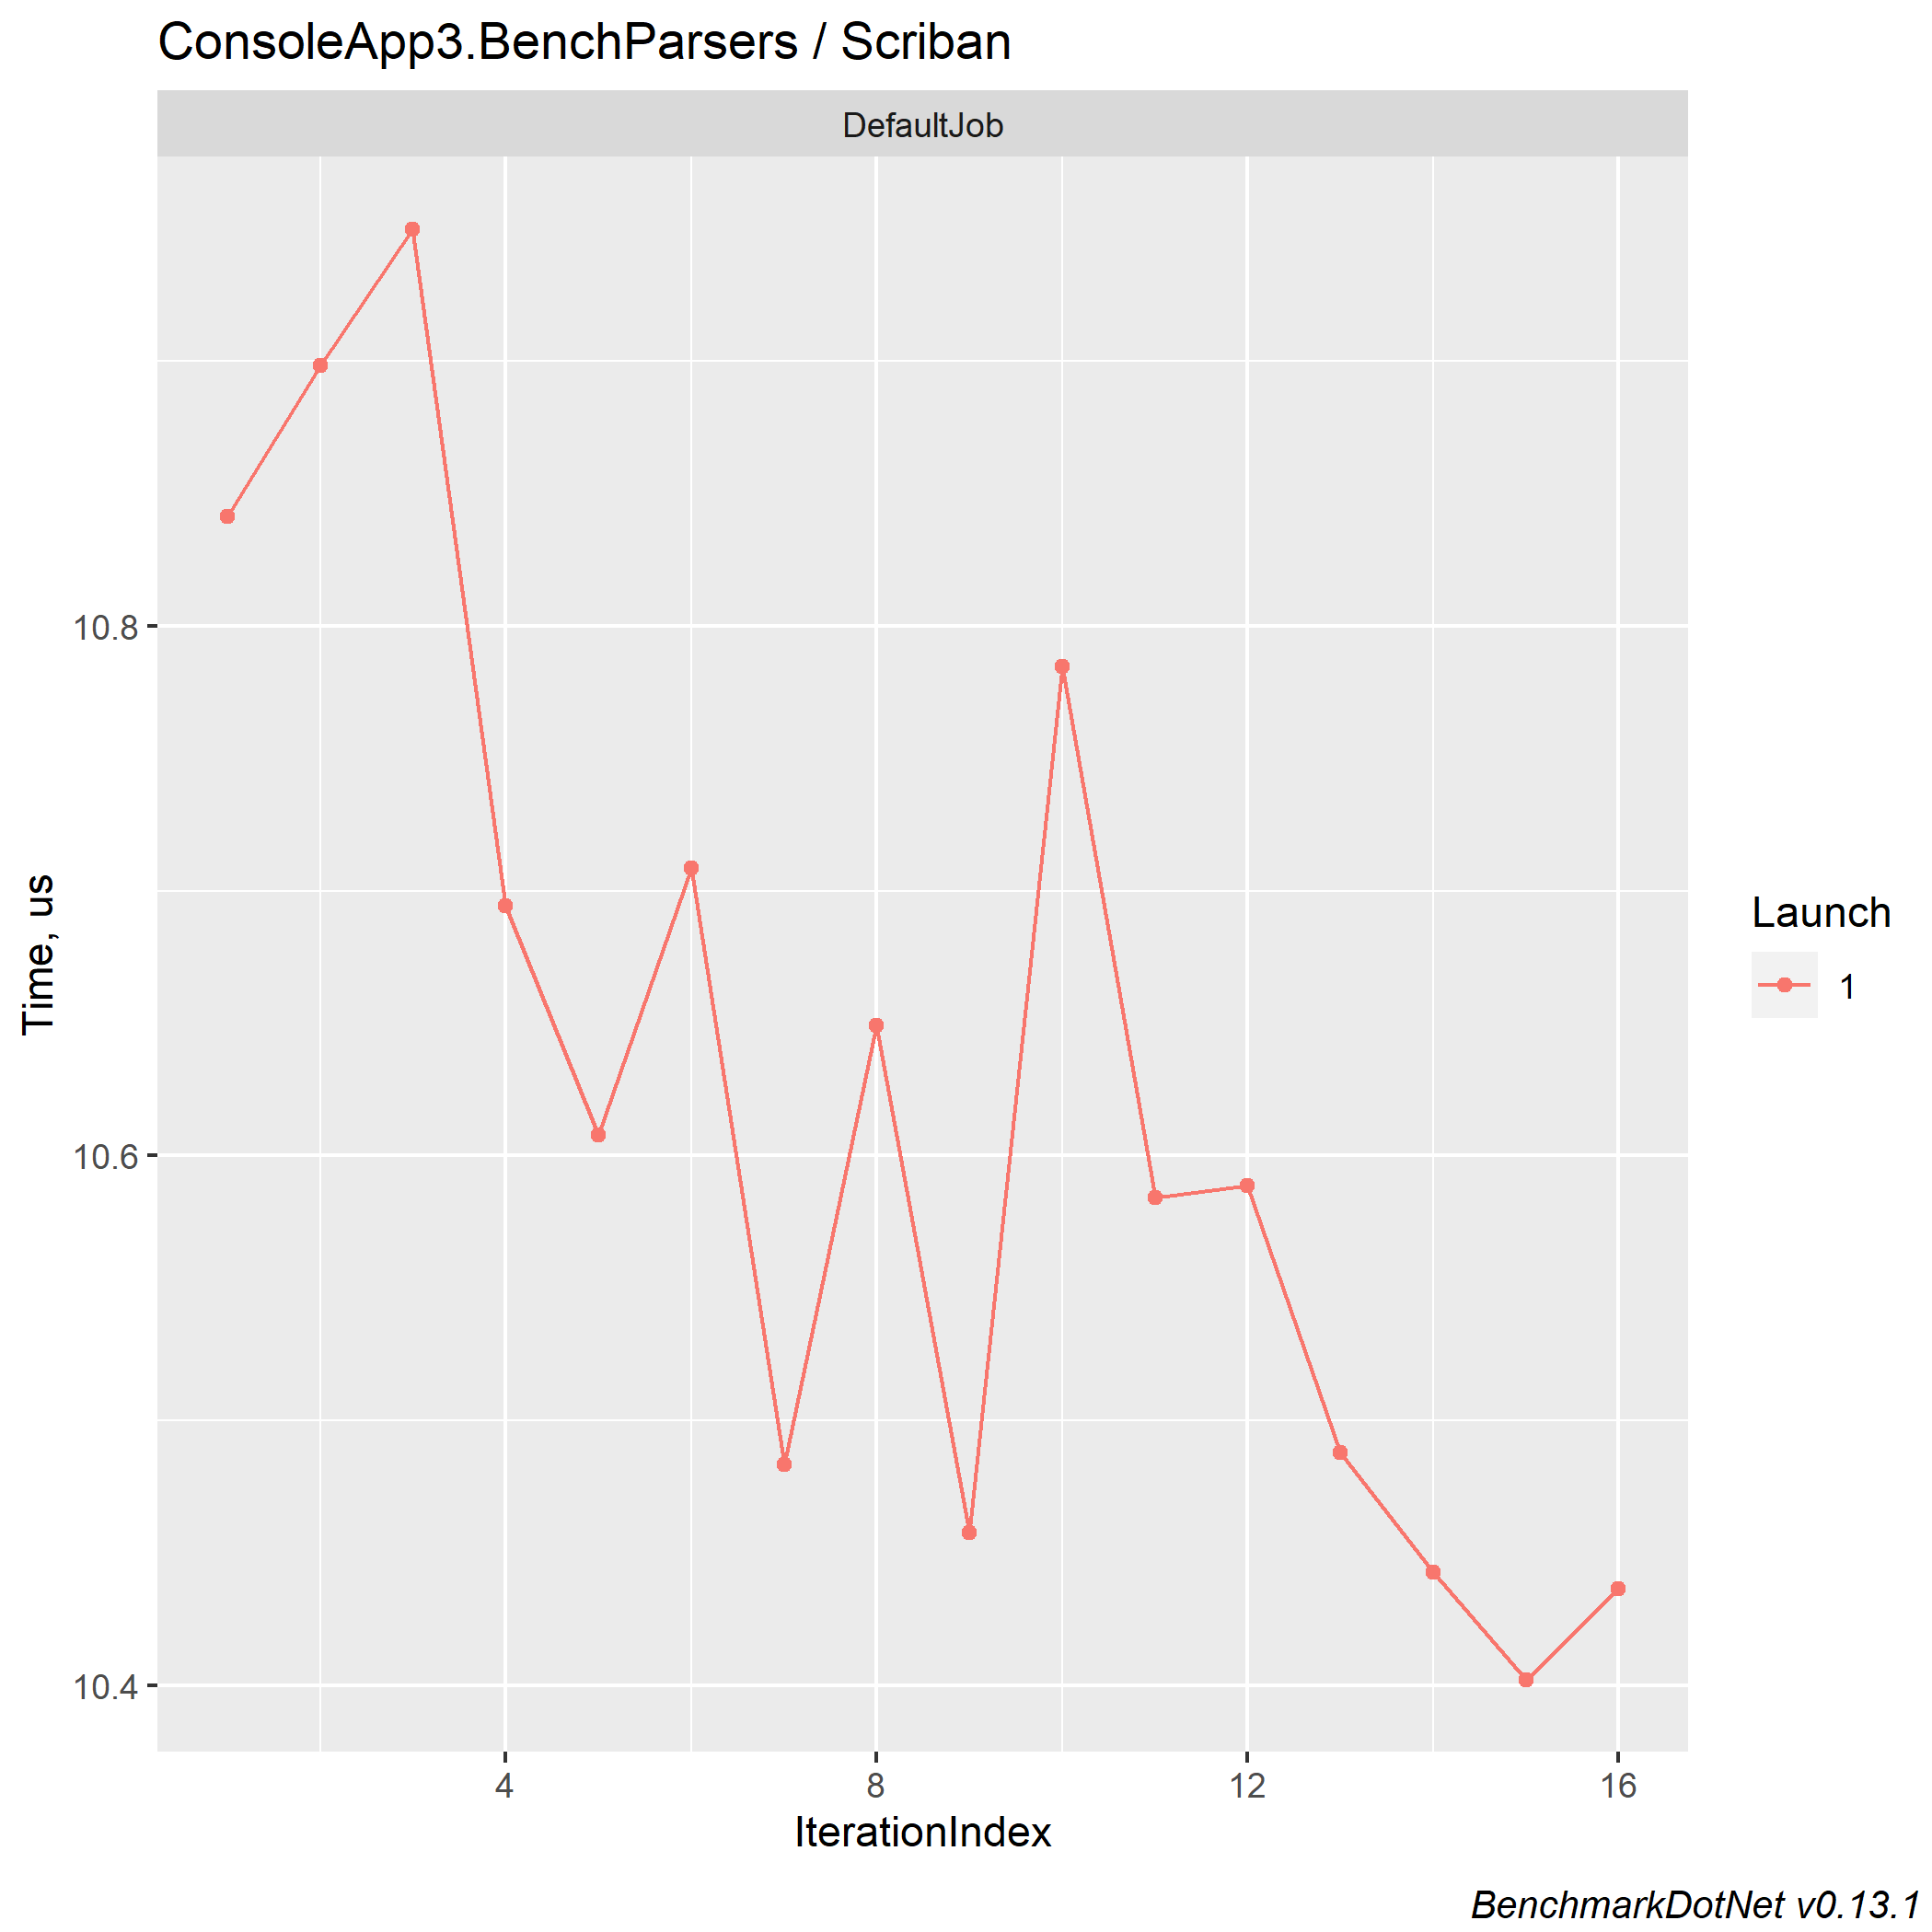 ConsoleApp3.BenchParsers / Scriban
DefaultJob
Time, us
10.8
10.6
10.4
4 8 12 16
IterationIndex
Launch
1
BenchmarkDotNet v0.13.1